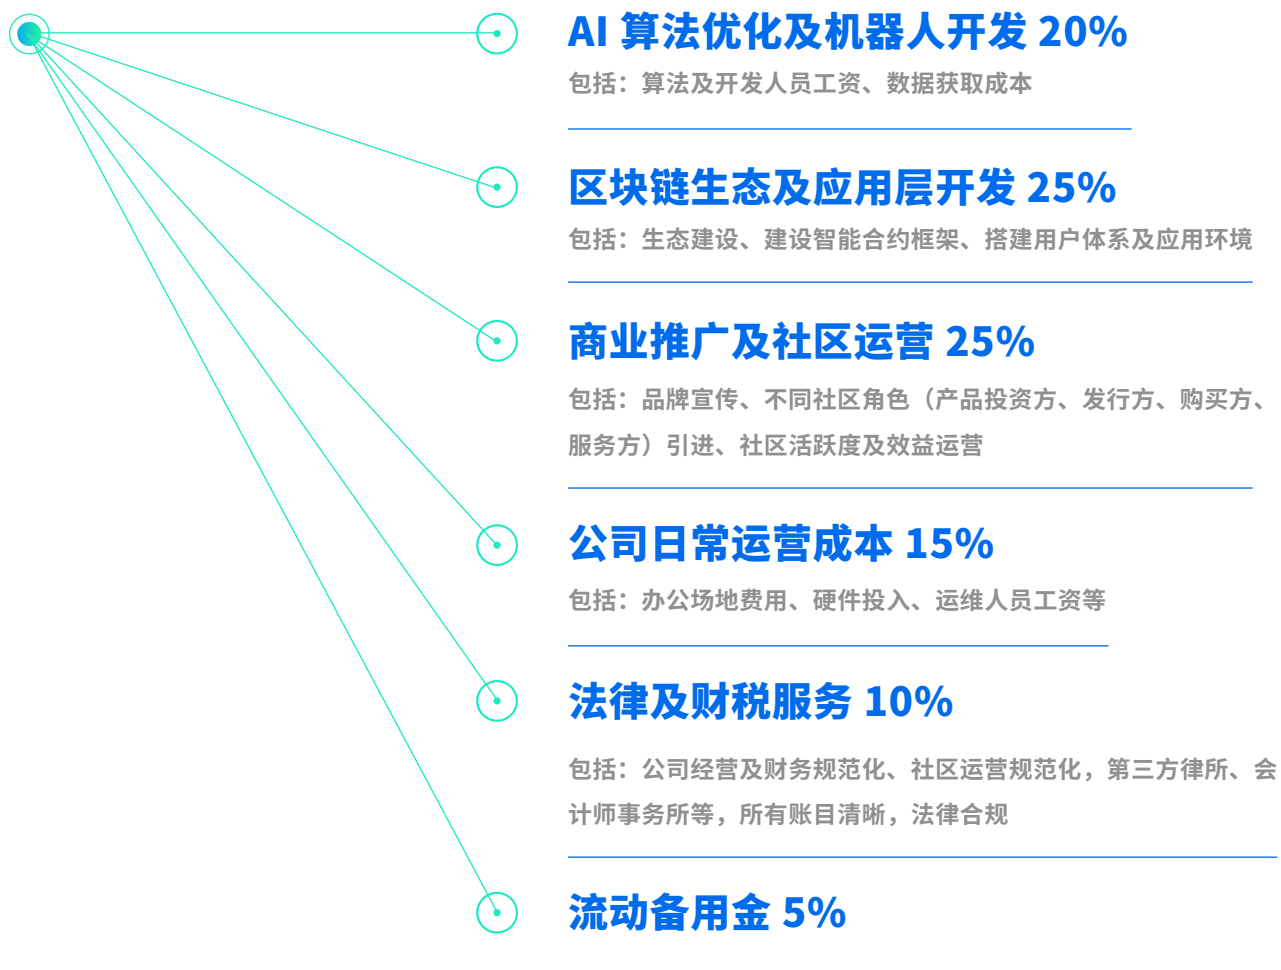 AI 算法优化及机器人开发 20%
包括：算法及开发人员工资、数据获取成本
区块链生态及应用层开发 25%
包括：生态建设、建设智能合约框架、搭建用户体系及应用环境
商业推广及社区运营 25%
包括：品牌宣传、不同社区角色（产品投资方、发行方、购买方、
服务方）引进、社区活跃度及效益运营
公司日常运营成本 15%
包括：办公场地费用、硬件投入、运维人员工资等
法律及财税服务 10%
包括：公司经营及财务规范化、社区运营规范化，第三方律所、会
计师事务所等，所有账目清晰，法律合规
流动备用金 5%